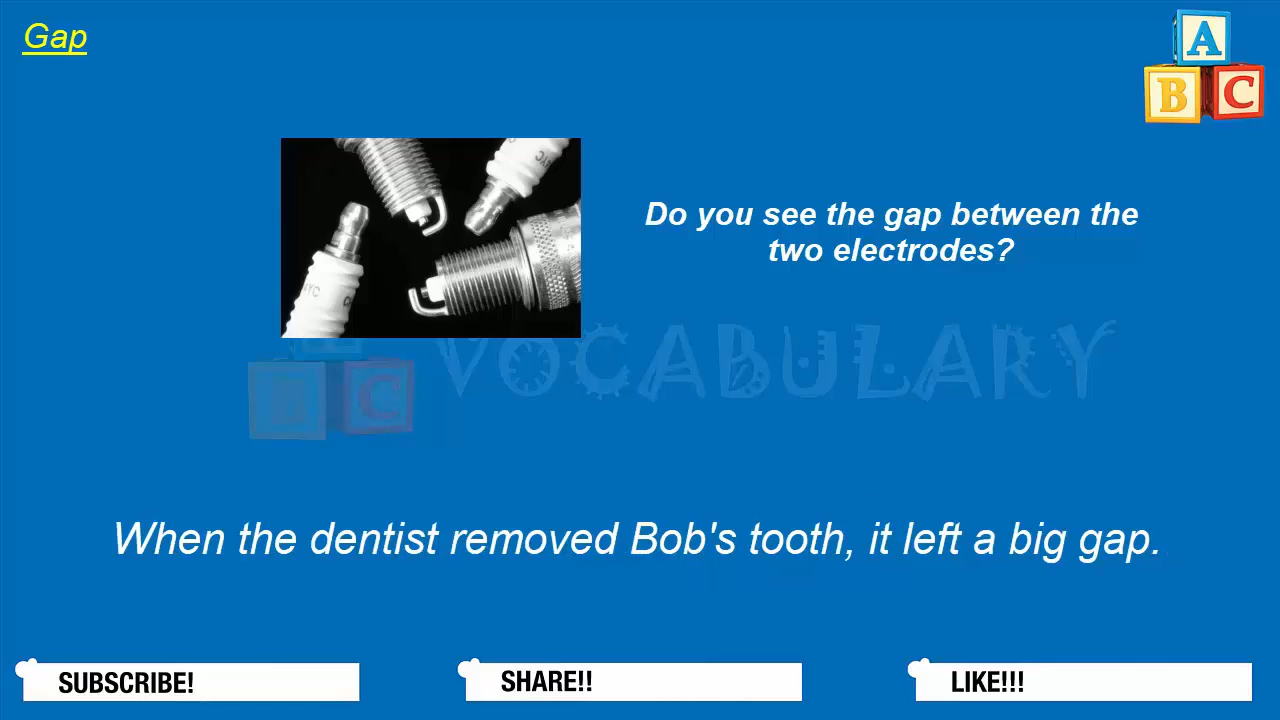 Gap
A
B C
Do you see the gap between the
two electrodes?
VOCABULARY
B C
When the dentist removed Bob's tooth, it left a big gap.
SUBSCRIBE!
SHARE!!
LIKE!!!